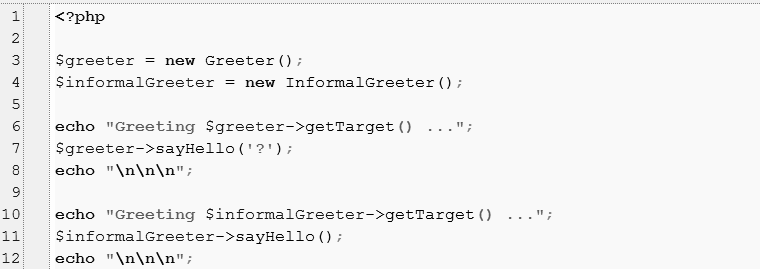 1 <?php
2
3 $greeter = new Greeter();
4 $informalGreeter = new InformalGreeter();
5
6 echo "Greeting $greeter->getTarget() ...";
7 $greeter->sayHello('?');
8 echo "\n\n\n";
9
10 echo "Greeting $informalGreeter->getTarget() ...";
11 $informalGreeter->sayHello();
12 echo "\n\n\n";